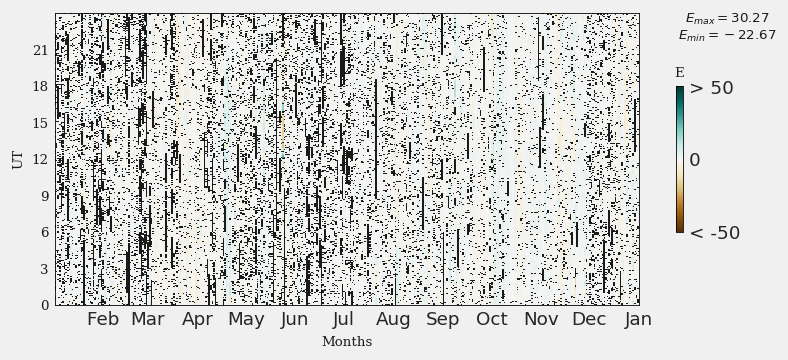 E_max = 30.27
E_min = −22.67
E
> 50
0
< -50
UT
21
18
15
12
9
6
3
0
Feb Mar Apr May Jun Jul Aug Sep Oct Nov Dec Jan
Months